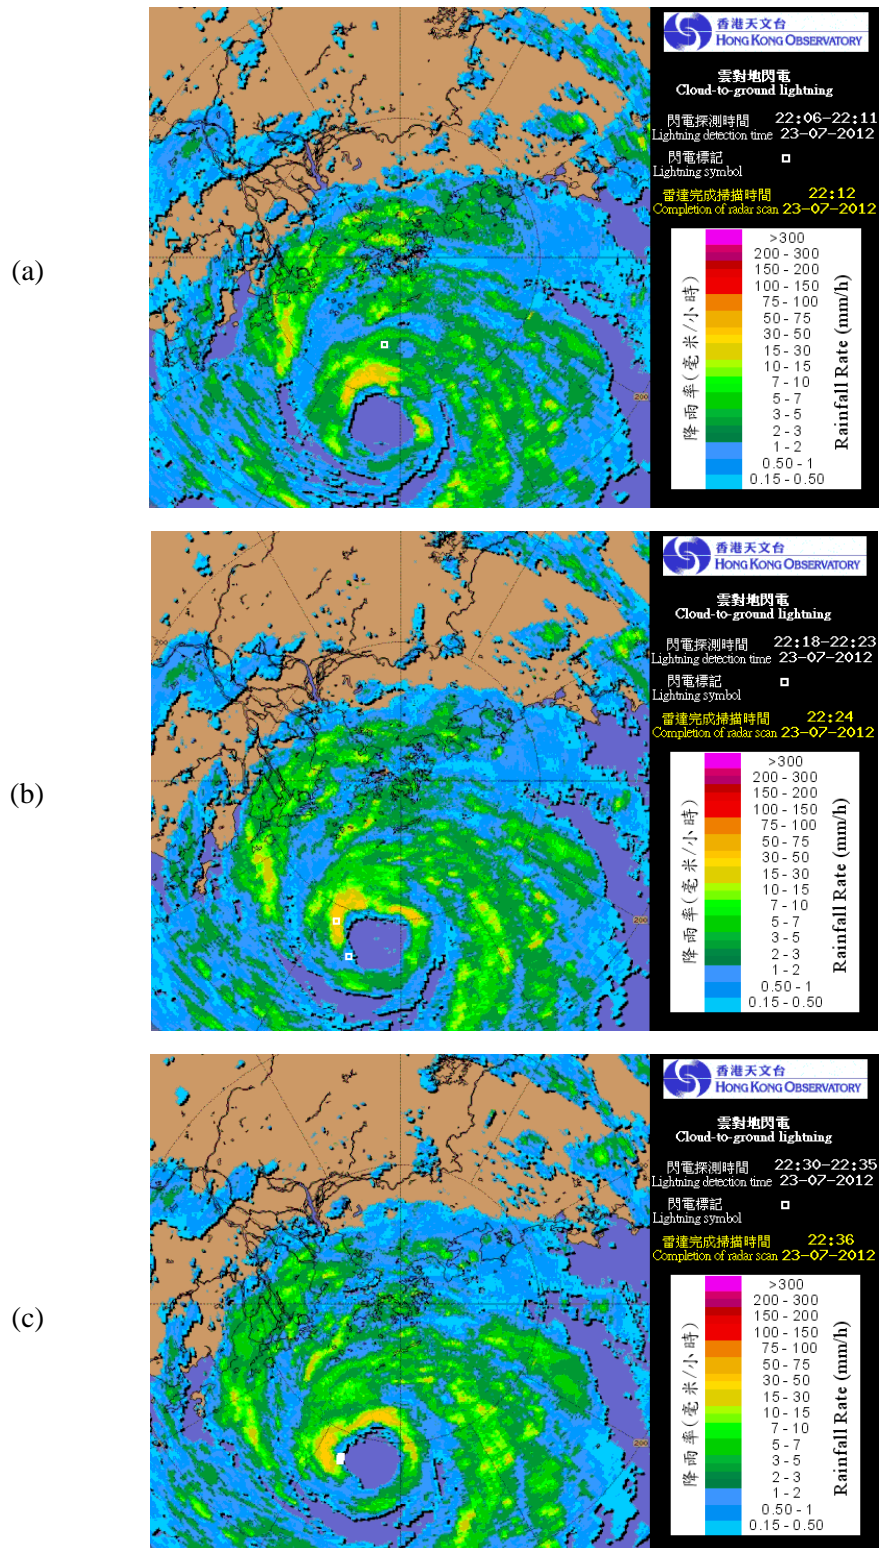 (a)
香港天文台
HONG KONG OBSERVATORY
雲對地閃電
Cloud-to-ground lightning
閃電探測時間 22:06-22:11
Lightning detection time 23-07-2012
閃電標記
Lightning symbol
雷達完成掃描時間 22:12
Completion of radar scan 23-07-2012
>300
200 - 300
150 - 200
100 - 150
75 - 100
50 - 75
30 - 50
15 - 30
10 - 15
7 - 10
5 - 7
3 - 5
2 - 3
1 - 2
0.50 - 1
0.15 - 0.50
降雨率(毫米/小時)
Rainfall Rate (mm/h)
200
200
(b)
香港天文台
HONG KONG OBSERVATORY
雲對地閃電
Cloud-to-ground lightning
閃電探測時間 22:18-22:23
Lightning detection time 23-07-2012
閃電標記
Lightning symbol
雷達完成掃描時間 22:24
Completion of radar scan 23-07-2012
>300
200 - 300
150 - 200
100 - 150
75 - 100
50 - 75
30 - 50
15 - 30
10 - 15
7 - 10
5 - 7
3 - 5
2 - 3
1 - 2
0.50 - 1
0.15 - 0.50
降雨率(毫米/小時)
Rainfall Rate (mm/h)
200
200
(c)
香港天文台
HONG KONG OBSERVATORY
雲對地閃電
Cloud-to-ground lightning
閃電探測時間 22:30-22:35
Lightning detection time 23-07-2012
閃電標記
Lightning symbol
雷達完成掃描時間 22:36
Completion of radar scan 23-07-2012
>300
200 - 300
150 - 200
100 - 150
75 - 100
50 - 75
30 - 50
15 - 30
10 - 15
7 - 10
5 - 7
3 - 5
2 - 3
1 - 2
0.50 - 1
0.15 - 0.50
降雨率(毫米/小時)
Rainfall Rate (mm/h)
200